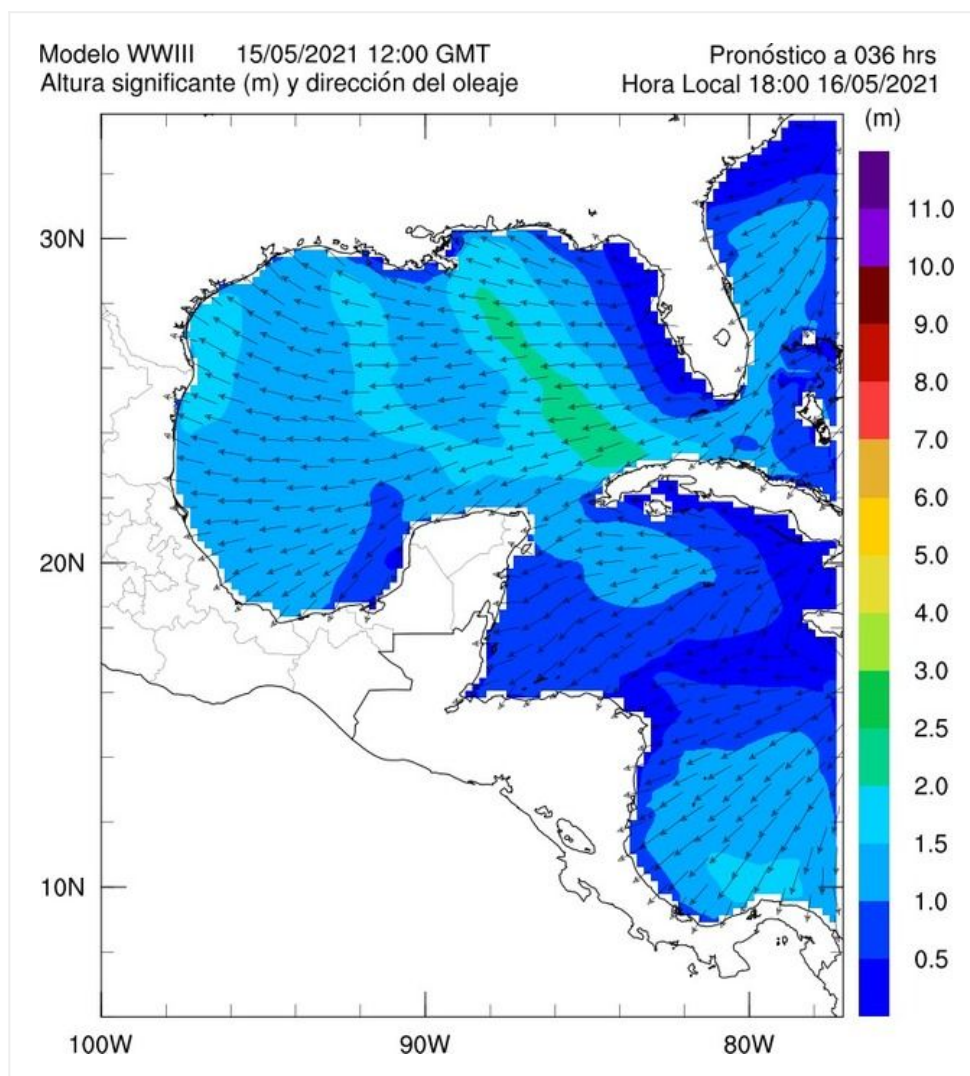 Modelo WWIII 15/05/2021 12:00 GMT Pronóstico a 036 hrs
Altura significante (m) y dirección del oleaje Hora Local 18:00 16/05/2021
(m)
11.0
10.0
9.0
8.0
7.0
6.0
5.0
4.0
3.0
2.5
2.0
1.5
1.0
0.5
30N
20N
10N
100W 90W 80W